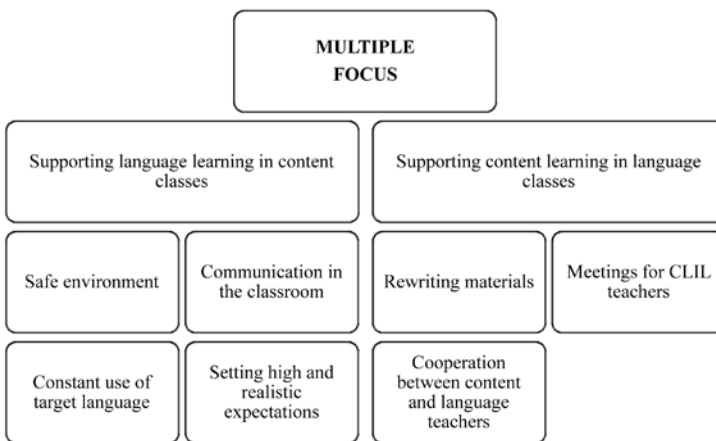 MULTIPLE
FOCUS
Supporting language learning in content
classes
Supporting content learning in language
classes
Safe environment
Communication in
the classroom
Rewriting materials
Meetings for CLIL
teachers
Constant use of
target language
Setting high and
realistic
expectations
Cooperation
between content
and language
teachers